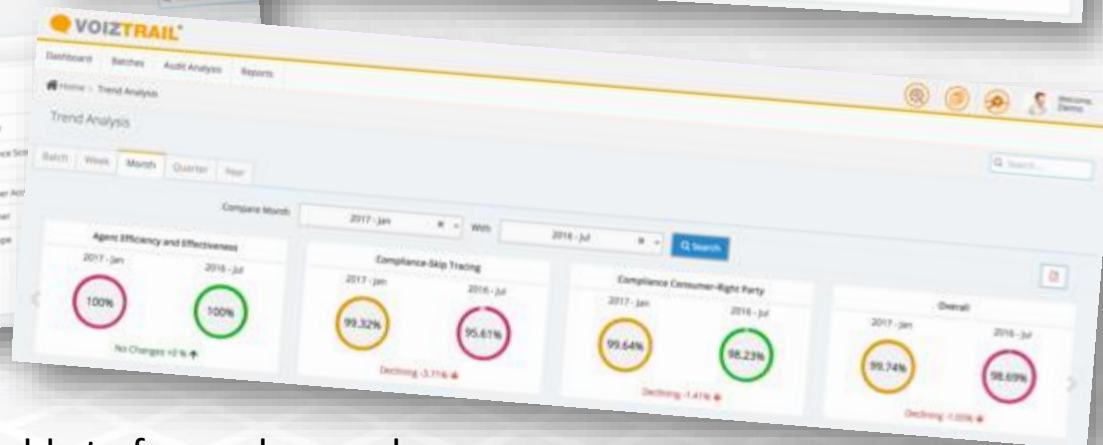 VOIZTRAIL
Dashboard Batches Audit Analysis Reports
Welcome, Demo
Home > Trend Analysis
Trend Analysis
Search...
Batch Week Month Quarter Year
Compare Month 2017 - Jan With 2016 - Jul Search
Agent Efficiency and Effectiveness
2017 - Jan 2016 - Jul
100% 100%
No Changes +0 %
Compliance-Skip Tracing
2017 - Jan 2016 - Jul
99.32% 95.61%
Declining -3.71%
Compliance Consumer-Right Party
2017 - Jan 2016 - Jul
99.64% 98.23%
Declining -1.41%
Overall
2017 - Jan 2016 - Jul
99.74% 98.69%
Declining -1.05%